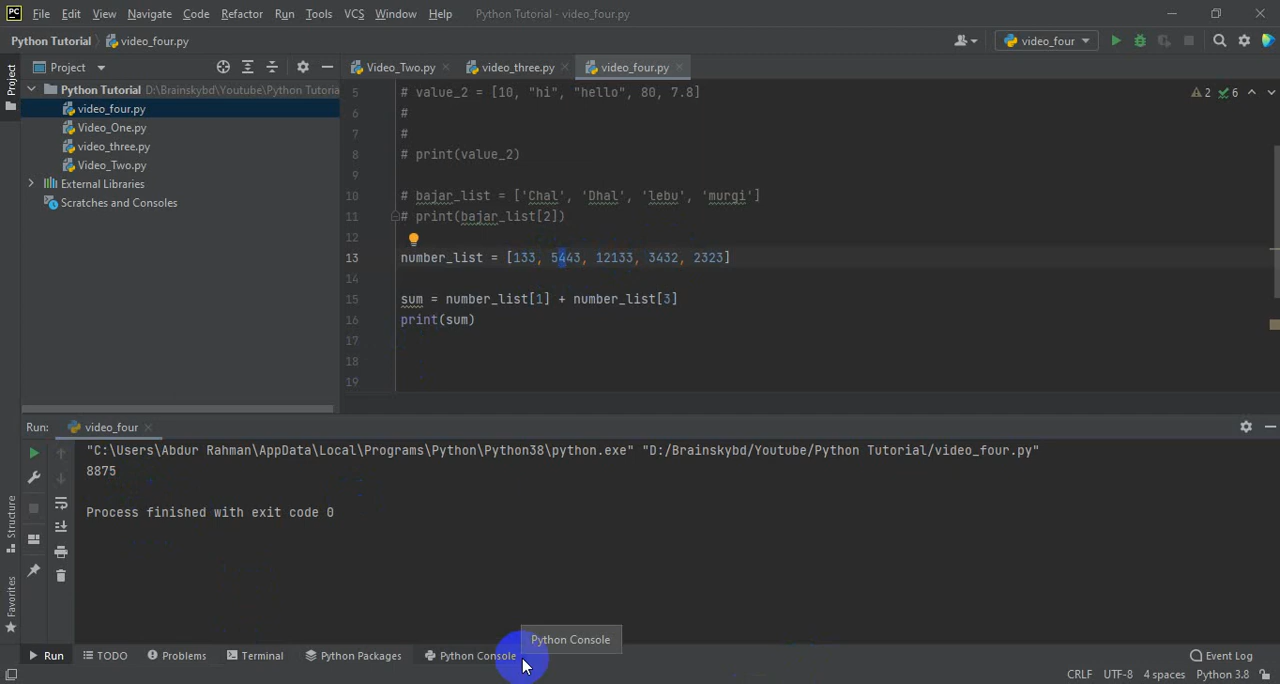 PC File Edit View Navigate Code Refactor Run Tools VCS Window Help Python Tutorial - video_four.py
Python Tutorial video_four.py video_four
Project Video_Two.py video_three.py video_four.py
Project
Python Tutorial D:\Brainskybd\Youtube\Python Tutoria
video_four.py
Video_One.py
video_three.py
Video_Two.py
External Libraries
Scratches and Consoles
2 6
5 # value_2 = [10, "hi", "hello", 80, 7.8]
6 #
7 #
8 # print(value_2)
9
10 # bajar_list = ['Chal', 'Dhal', 'lebu', 'murgi']
11 # print(bajar_list[2])
12
13 number_list = [133, 5443, 12133, 3432, 2323]
14
15 sum = number_list[1] + number_list[3]
16 print(sum)
17
18
19
Run: video_four
"C:\Users\Abdur Rahman\AppData\Local\Programs\Python\Python38\python.exe" "D:/Brainskybd/Youtube/Python Tutorial/video_four.py"
8875
Process finished with exit code 0
Structure
Favorites
Python Console
Run TODO Problems Terminal Python Packages Python Console Event Log
CRLF UTF-8 4 spaces Python 3.8